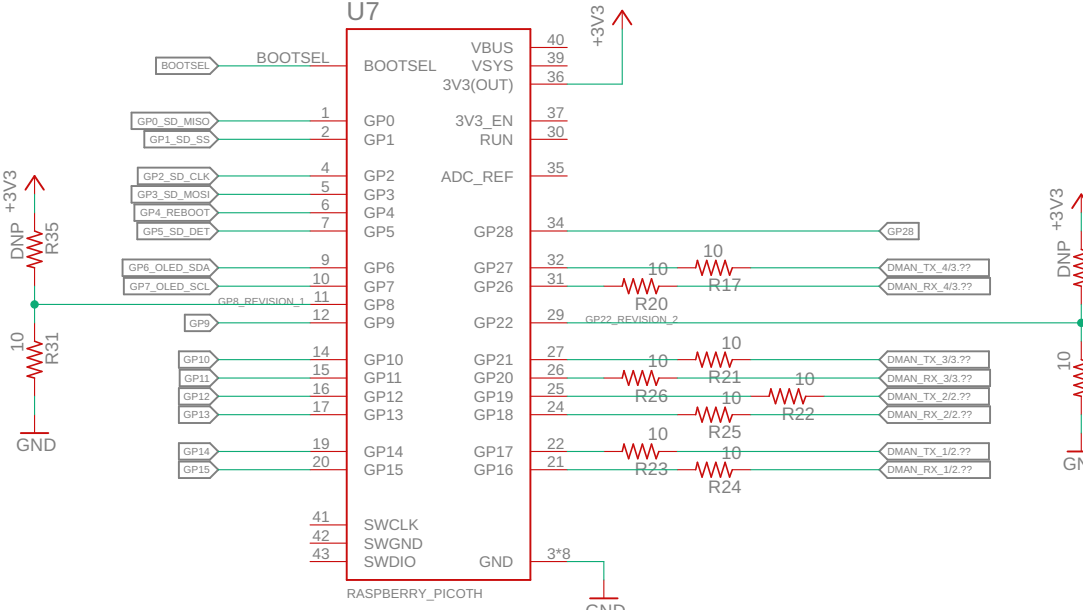 U7
+3V3
BOOTSEL
BOOTSEL
BOOTSEL
VBUS 40
VSYS 39
3V3(OUT) 36
GP0_SD_MISO 1 GP0
3V3_EN 37
GP1_SD_SS 2 GP1
RUN 30
GP2_SD_CLK 4 GP2
ADC_REF 35
GP3_SD_MOSI 5 GP3
GP4_REBOOT 6 GP4
GP5_SD_DET 7 GP5
GP28 34 GP28
GP6_OLED_SDA 9 GP6
GP27 32 10 R17 DMAN_TX_4/3.??
GP7_OLED_SCL 10 GP7
GP26 31 10 R20 DMAN_RX_4/3.??
GP8_REVISION_1 11 GP8
GP9 12 GP9
GP22 29 GP22_REVISION_2
GP10 14 GP10
GP21 27 10 R21 DMAN_TX_3/3.??
GP11 15 GP11
GP20 26 10 R26 DMAN_RX_3/3.??
GP12 16 GP12
GP19 25 10 R22 DMAN_TX_2/2.??
GP13 17 GP13
GP18 24 10 R25 DMAN_RX_2/2.??
GP14 19 GP14
GP17 22 10 R23 DMAN_TX_1/2.??
GP15 20 GP15
GP16 21 10 R24 DMAN_RX_1/2.??
41 SWCLK
42 SWGND
43 SWDIO
GND 3*8
GND
RASPBERRY_PICOTH
+3V3
DNP
R35
10
R31
GND
+3V3
DNP
10